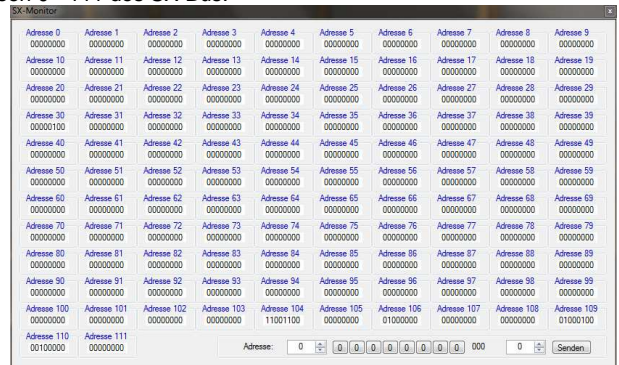 SX-Monitor
Adresse 0 Adresse 1 Adresse 2 Adresse 3 Adresse 4 Adresse 5 Adresse 6 Adresse 7 Adresse 8 Adresse 9
00000000 00000000 00000000 00000000 00000000 00000000 00000000 00000000 00000000 00000000
Adresse 10 Adresse 11 Adresse 12 Adresse 13 Adresse 14 Adresse 15 Adresse 16 Adresse 17 Adresse 18 Adresse 19
00000000 00000000 00000000 00000000 00000000 00000000 00000000 00000000 00000000 00000000
Adresse 20 Adresse 21 Adresse 22 Adresse 23 Adresse 24 Adresse 25 Adresse 26 Adresse 27 Adresse 28 Adresse 29
00000000 00000000 00000000 00000000 00000000 00000000 00000000 00000000 00000000 00000000
Adresse 30 Adresse 31 Adresse 32 Adresse 33 Adresse 34 Adresse 35 Adresse 36 Adresse 37 Adresse 38 Adresse 39
00000100 00000000 00000000 00000000 00000000 00000000 00000000 00000000 00000000 00000000
Adresse 40 Adresse 41 Adresse 42 Adresse 43 Adresse 44 Adresse 45 Adresse 46 Adresse 47 Adresse 48 Adresse 49
00000000 00000000 00000000 00000000 00000000 00000000 00000000 00000000 00000000 00000000
Adresse 50 Adresse 51 Adresse 52 Adresse 53 Adresse 54 Adresse 55 Adresse 56 Adresse 57 Adresse 58 Adresse 59
00000000 00000000 00000000 00000000 00000000 00000000 00000000 00000000 00000000 00000000
Adresse 60 Adresse 61 Adresse 62 Adresse 63 Adresse 64 Adresse 65 Adresse 66 Adresse 67 Adresse 68 Adresse 69
00000000 00000000 00000000 00000000 00000000 00000000 00000000 00000000 00000000 00000000
Adresse 70 Adresse 71 Adresse 72 Adresse 73 Adresse 74 Adresse 75 Adresse 76 Adresse 77 Adresse 78 Adresse 79
00000000 00000000 00000000 00000000 00000000 00000000 00000000 00000000 00000000 00000000
Adresse 80 Adresse 81 Adresse 82 Adresse 83 Adresse 84 Adresse 85 Adresse 86 Adresse 87 Adresse 88 Adresse 89
00000000 00000000 00000000 00000000 00000000 00000000 00000000 00000000 00000000 00000000
Adresse 90 Adresse 91 Adresse 92 Adresse 93 Adresse 94 Adresse 95 Adresse 96 Adresse 97 Adresse 98 Adresse 99
00000000 00000000 00000000 00000000 00000000 00000000 00000000 00000000 00000000 00000000
Adresse 100 Adresse 101 Adresse 102 Adresse 103 Adresse 104 Adresse 105 Adresse 106 Adresse 107 Adresse 108 Adresse 109
00000000 00000000 00000000 00000000 11001100 00000000 01000000 00000000 00000000 01000100
Adresse 110 Adresse 111
00100000 00000000 Adresse: 0 0 0 0 0 0 0 0 0 000 0 Senden